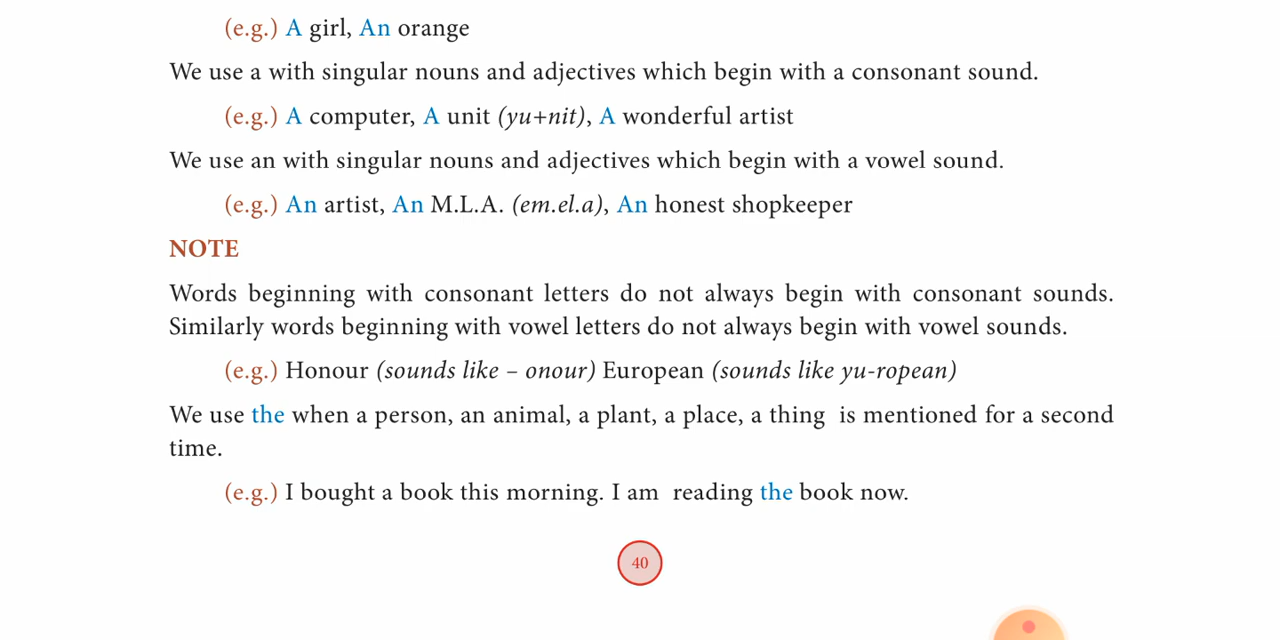 (e.g.) A girl, An orange
We use a with singular nouns and adjectives which begin with a consonant sound.
(e.g.) A computer, A unit (yu+nit), A wonderful artist
We use an with singular nouns and adjectives which begin with a vowel sound.
(e.g.) An artist, An M.L.A. (em.el.a), An honest shopkeeper
NOTE
Words beginning with consonant letters do not always begin with consonant sounds.
Similarly words beginning with vowel letters do not always begin with vowel sounds.
(e.g.) Honour (sounds like – onour) European (sounds like yu-ropean)
We use the when a person, an animal, a plant, a place, a thing is mentioned for a second
time.
(e.g.) I bought a book this morning. I am reading the book now.
40